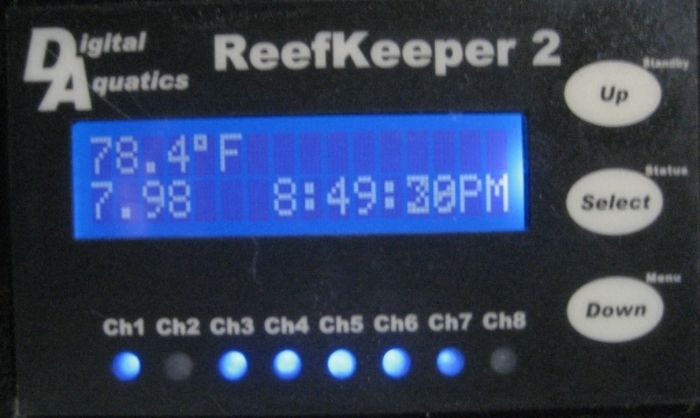 Digital
Aquatics
ReefKeeper 2
Standby
Up
78.4°F
7.98 8:49: PM
Status
Select
Menu
Down
Ch1 Ch2 Ch3 Ch4 Ch5 Ch6 Ch7 Ch8